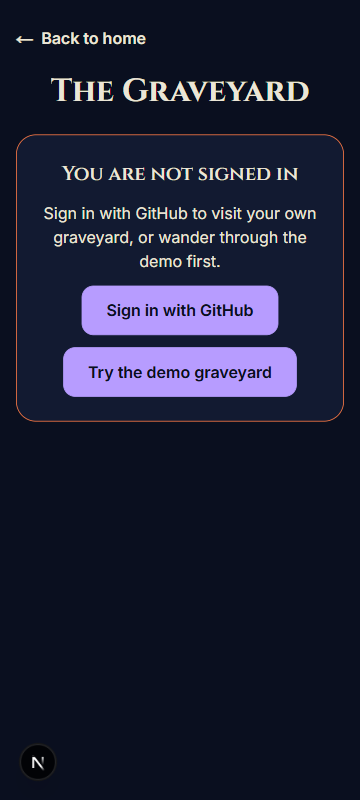 ← Back to home
The Graveyard
You are not signed in
Sign in with GitHub to visit your own
graveyard, or wander through the
demo first.
Sign in with GitHub
Try the demo graveyard
N